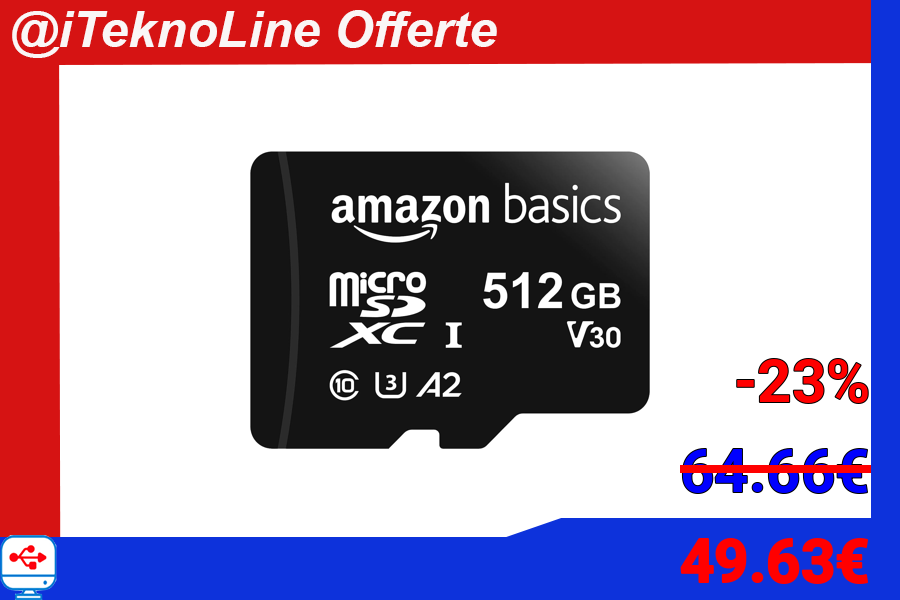 @iTeknoLine Offerte
amazon basics
micro SD XC I
512 GB
V30
10 U3 A2
-23%
64.66€
49.63€